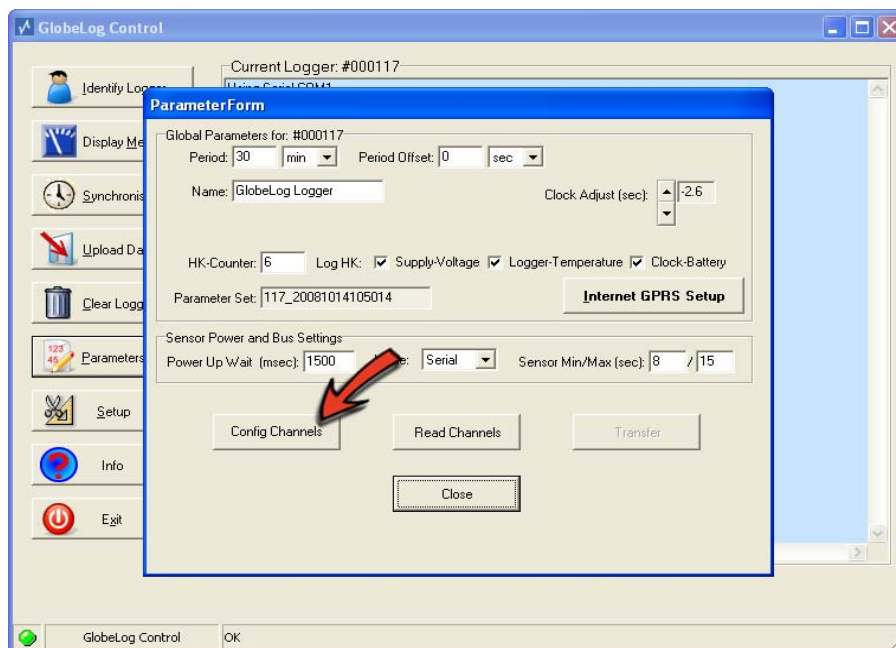 GlobeLog Control
Current Logger: #000117
Identify Logger
Using Serial COM1
ParameterForm
Global Parameters for: #000117
Display Me
Period: 30 min Period Offset: 0 sec
Synchronis
Name: GlobeLog Logger Clock Adjust (sec): -2.6
Upload Da
HK-Counter: 6 Log HK: Supply-Voltage Logger-Temperature Clock-Battery
Clear Logg
Parameter Set: 117_20081014105014 Internet GPRS Setup
Sensor Power and Bus Settings
Parameters
Power Up Wait (msec): 1500 Serial Sensor Min/Max (sec): 8 / 15
Setup
Config Channels Read Channels Transfer
Info
Close
Exit
GlobeLog Control OK